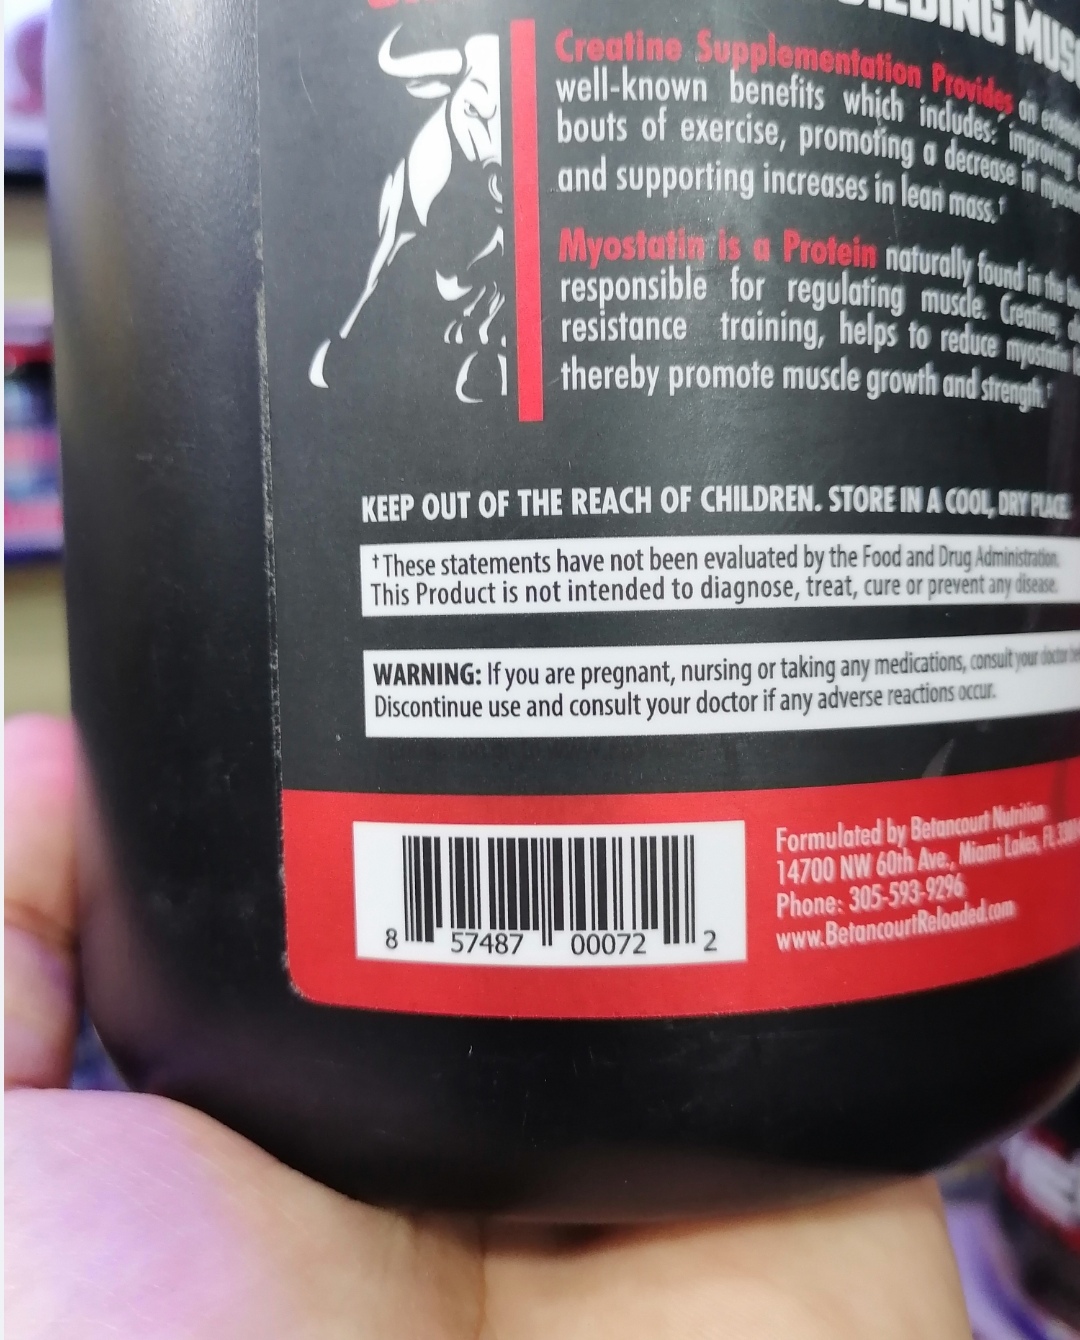 BUILDING MUSC
Creatine Supplementation Provides an
well-known benefits which includes: improving
bouts of exercise, promoting a decrease in
and supporting increases in lean mass.†
Myostatin is a Protein naturally found in the
responsible for regulating muscle. Creatine,
resistance training, helps to reduce myostatin
thereby promote muscle growth and strength.†
KEEP OUT OF THE REACH OF CHILDREN. STORE IN A COOL, DRY PLACE.
†These statements have not been evaluated by the Food and Drug Administration.
This Product is not intended to diagnose, treat, cure or prevent any disease.
WARNING: If you are pregnant, nursing or taking any medications, consult your doctor
Discontinue use and consult your doctor if any adverse reactions occur.
Formulated by Betancourt Nutrition
14700 NW 60th Ave., Miami Lakes, FL
Phone: 305-593-9296
www.BetancourtReloaded.com
8 57487 00072 2